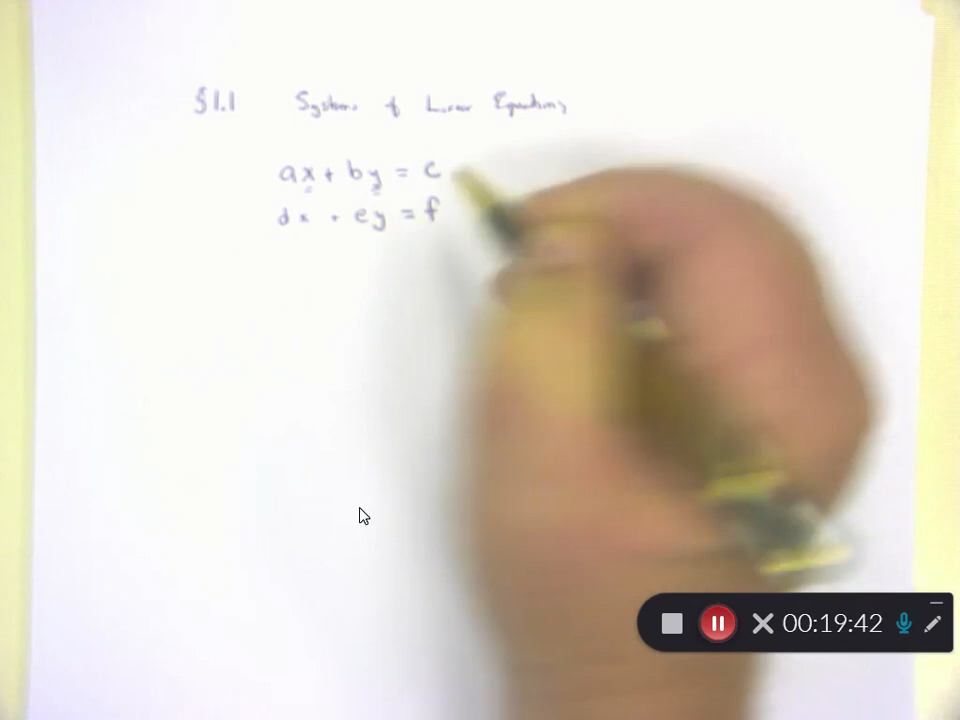 §1.1 Systems of Linear Equations
ax + by = c
dx + ey = f
00:19:42